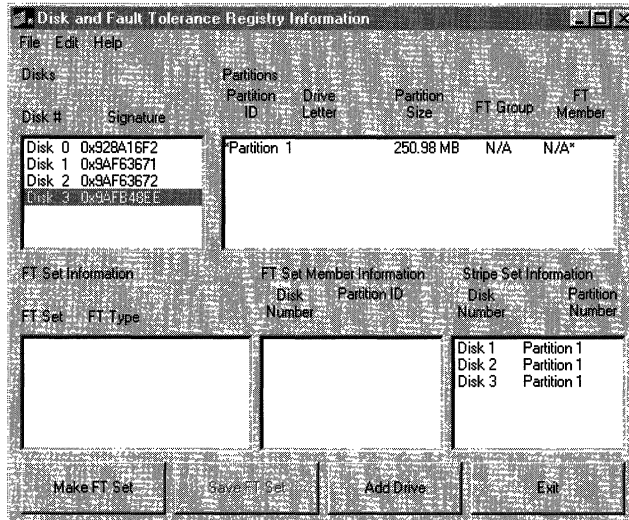 Disk and Fault Tolerance Registry Information
File Edit Help
Disks
Disk # Signature
Disk 0 0x928A16F2
Disk 1 0x9AF63671
Disk 2 0x9AF63672
Disk 3 0x9AFB48EE
Partitions
Partition ID Drive Letter Partition Size FT Group FT Member
*Partition 1 250.98 MB N/A N/A*
FT Set Information
FT Set FT Type
FT Set Member Information
Disk Number Partition ID
Stripe Set Information
Disk Number Partition Number
Disk 1 Partition 1
Disk 2 Partition 1
Disk 3 Partition 1
Make FT Set Save FT Set Add Drive Exit